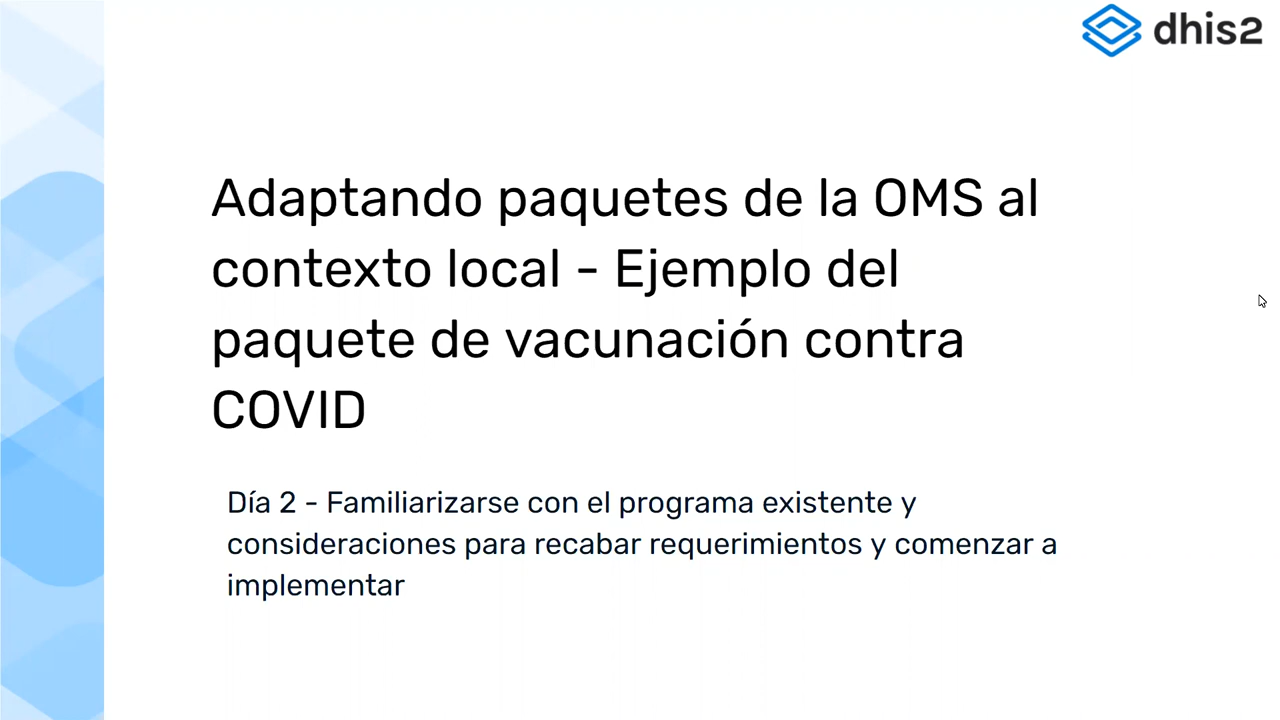 dhis2
Adaptando paquetes de la OMS al
contexto local - Ejemplo del
paquete de vacunación contra
COVID
Día 2 - Familiarizarse con el programa existente y
consideraciones para recabar requerimientos y comenzar a
implementar